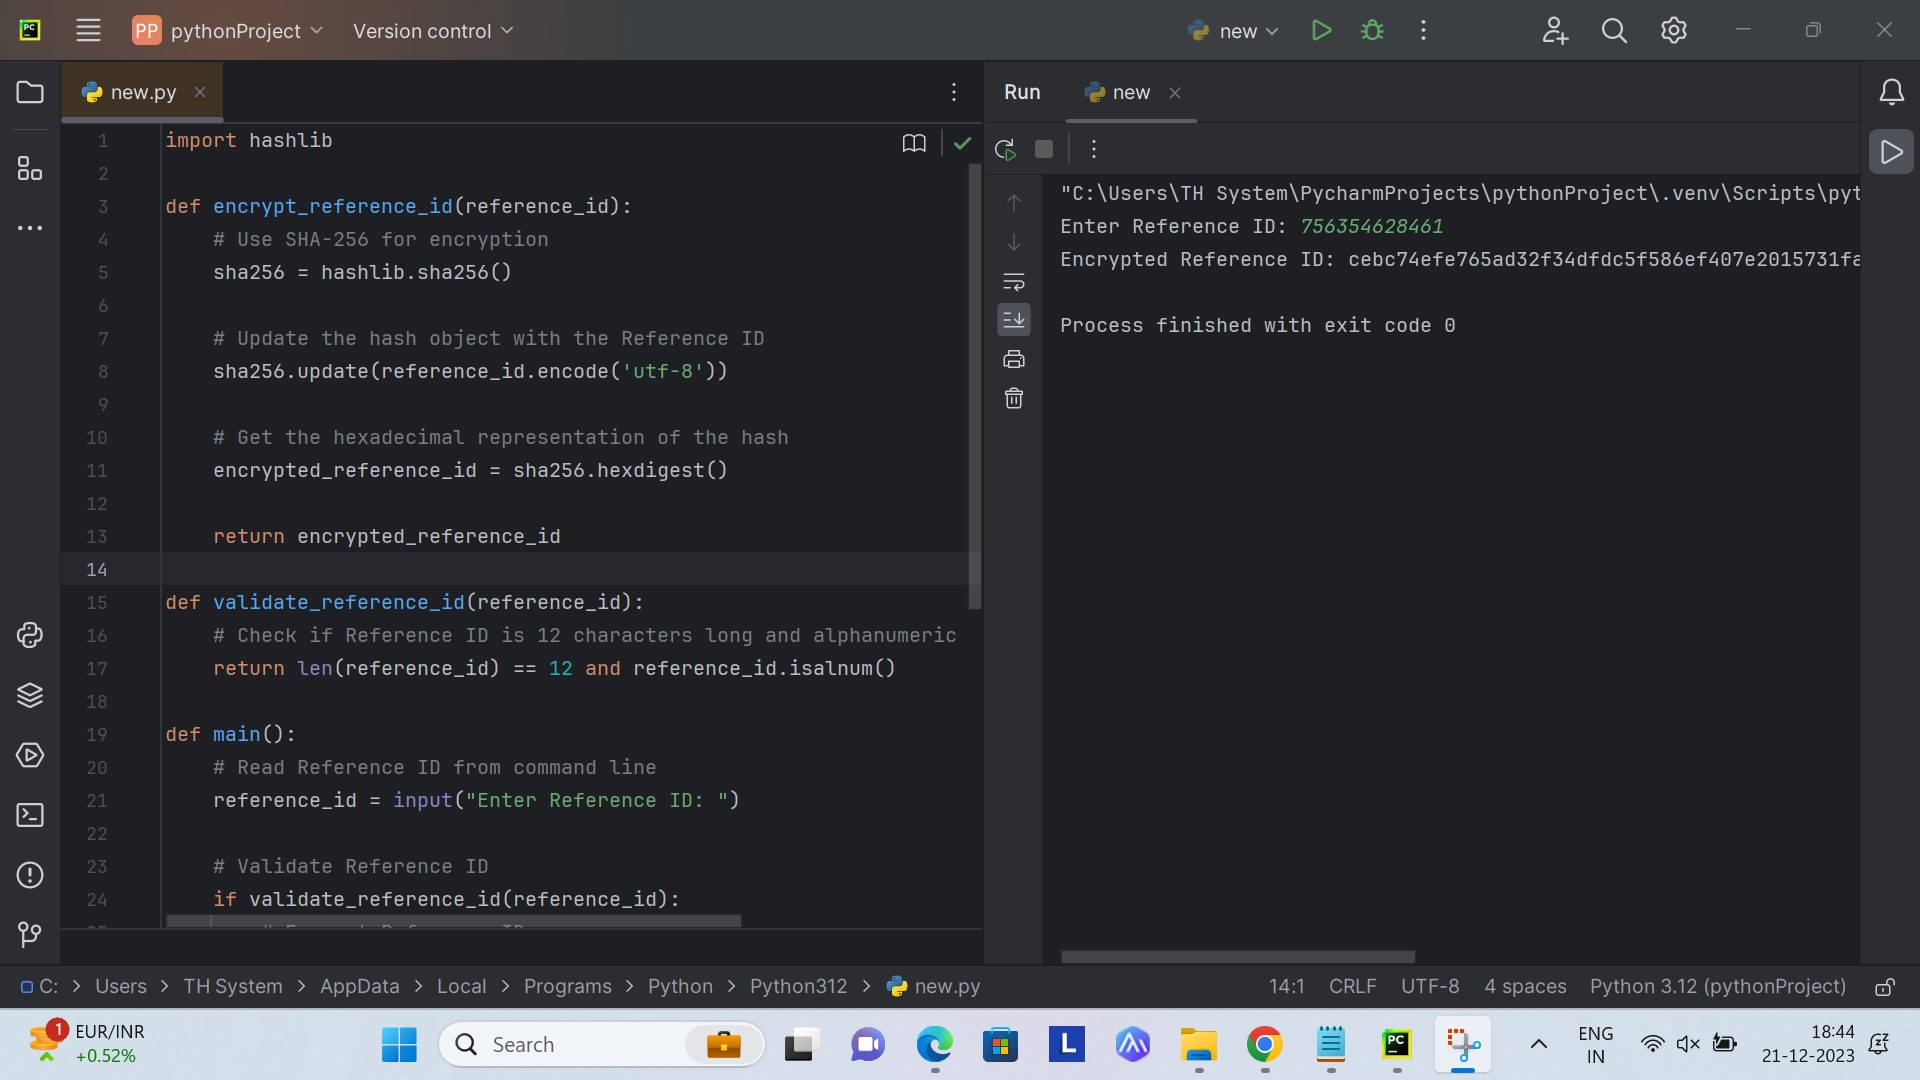 PC
PP pythonProject
Version control
new
new.py
1 import hashlib
2
3 def encrypt_reference_id(reference_id):
4 # Use SHA-256 for encryption
5 sha256 = hashlib.sha256()
6
7 # Update the hash object with the Reference ID
8 sha256.update(reference_id.encode('utf-8'))
9
10 # Get the hexadecimal representation of the hash
11 encrypted_reference_id = sha256.hexdigest()
12
13 return encrypted_reference_id
14
15 def validate_reference_id(reference_id):
16 # Check if Reference ID is 12 characters long and alphanumeric
17 return len(reference_id) == 12 and reference_id.isalnum()
18
19 def main():
20 # Read Reference ID from command line
21 reference_id = input("Enter Reference ID: ")
22
23 # Validate Reference ID
24 if validate_reference_id(reference_id):
Run
new
"C:\Users\TH System\PycharmProjects\pythonProject\.venv\Scripts\pyt
Enter Reference ID: 756354628461
Encrypted Reference ID: cebc74efe765ad32f34dfdc5f586ef407e2015731fa
Process finished with exit code 0
C: > Users > TH System > AppData > Local > Programs > Python > Python312 > new.py
14:1 CRLF UTF-8 4 spaces Python 3.12 (pythonProject)
1
EUR/INR
+0.52%
Search
L
PC
ENG
IN
18:44
21-12-2023